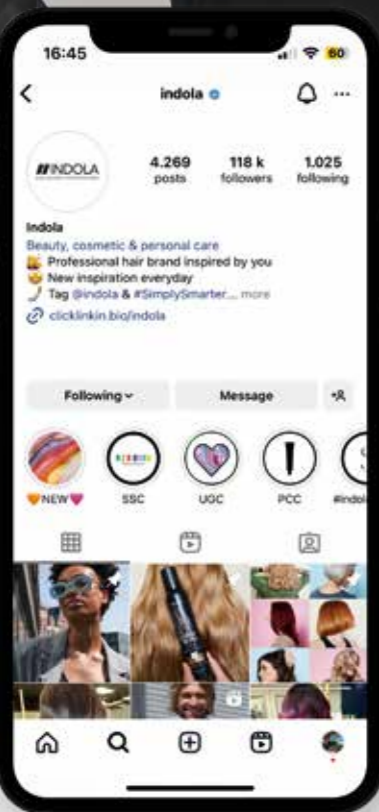 16:45
60
indola
INDOLA
4.269
posts
118 k
followers
1.025
following
Indola
Beauty, cosmetic & personal care
Professional hair brand inspired by you
New inspiration everyday
Tag @indola & #SimplySmarter... more
clicklinkin.bio/indola
Following
Message
NEW
SSC
UGC
PCC
#indol